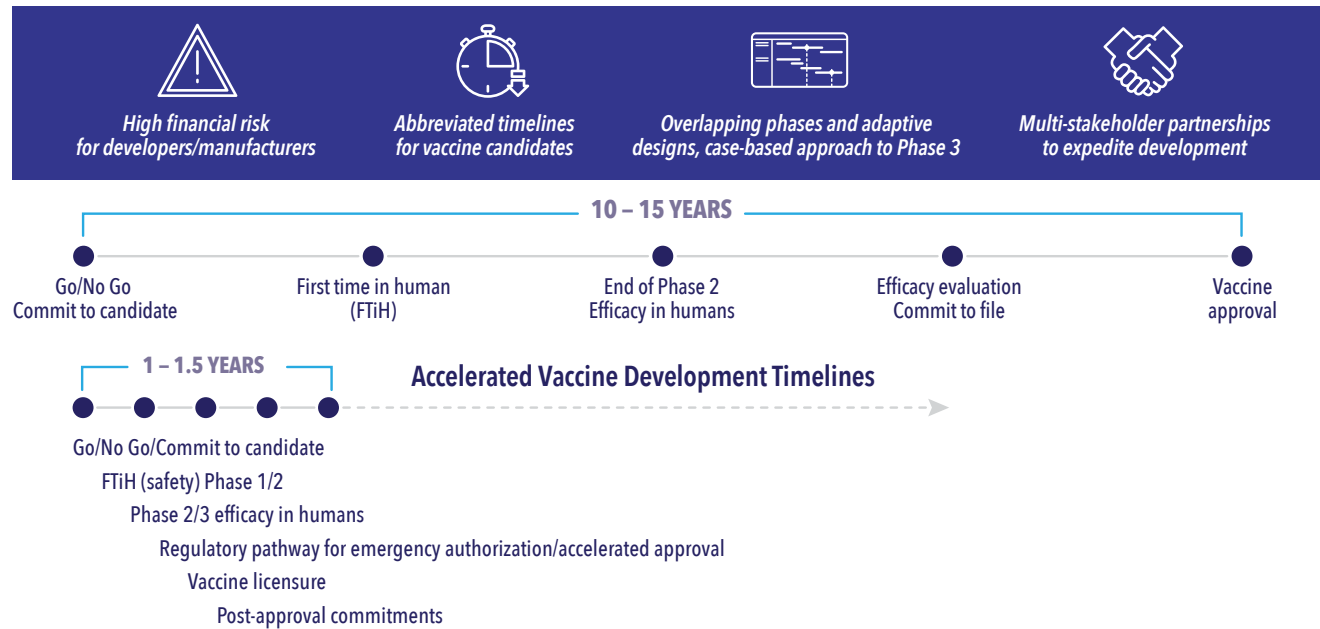 High financial risk
for developers/manufacturers
Abbreviated timelines
for vaccine candidates
Overlapping phases and adaptive
designs, case-based approach to Phase 3
Multi-stakeholder partnerships
to expedite development
10 – 15 YEARS
Go/No Go
Commit to candidate
First time in human
(FTiH)
End of Phase 2
Efficacy in humans
Efficacy evaluation
Commit to file
Vaccine
approval
1 – 1.5 YEARS
Accelerated Vaccine Development Timelines
Go/No Go/Commit to candidate
FTiH (safety) Phase 1/2
Phase 2/3 efficacy in humans
Regulatory pathway for emergency authorization/accelerated approval
Vaccine licensure
Post-approval commitments